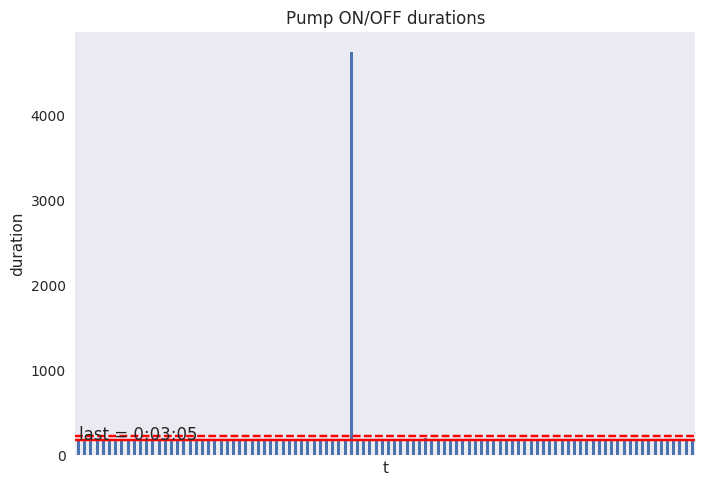 Pump ON/OFF durations
4000
3000
2000
1000
0
duration
last = 0:03:05
t